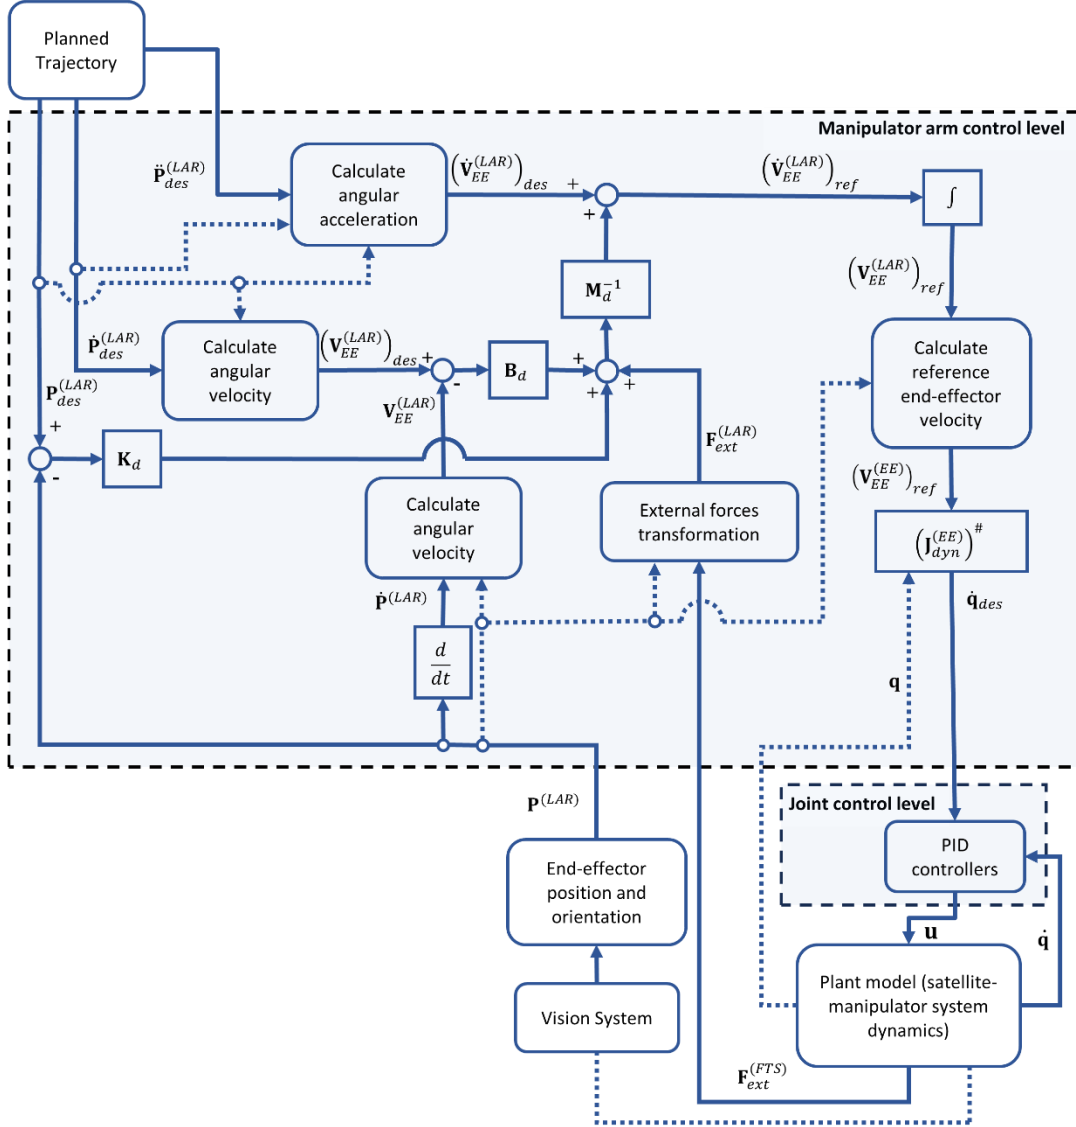 Planned
Trajectory
Manipulator arm control level
P̈_des^(LAR)
Calculate
angular
acceleration
(V̇_EE^(LAR))_des
+
+
(V̇_EE^(LAR))_ref
∫
M_d^-1
(V_EE^(LAR))_ref
Ṗ_des^(LAR)
Calculate
angular
velocity
(V_EE^(LAR))_des
+
-
B_d
+
+
+
Calculate
reference
end-effector
velocity
P_des^(LAR)
+
-
K_d
V_EE^(LAR)
F_ext^(LAR)
(V_EE^(EE))_ref
Calculate
angular
velocity
External forces
transformation
(J_dyn^(EE))^#
Ṗ^(LAR)
q̇_des
d
dt
q
P^(LAR)
Joint control level
PID
controllers
End-effector
position and
orientation
u
q̇
Vision System
Plant model (satellite-
manipulator system
dynamics)
F_ext^(FTS)